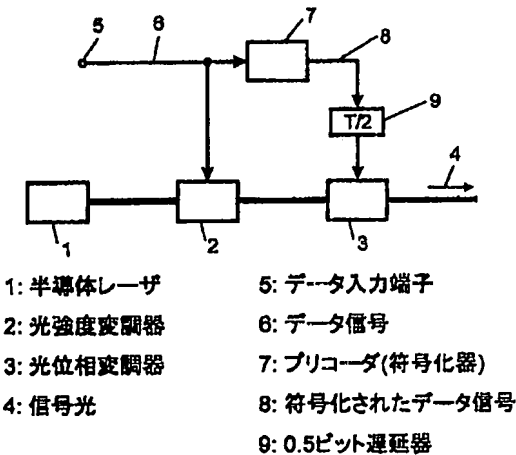 7
5
6
8
9
T/2
4
1
2
3
1: 半導体レーザ
2: 光強度変調器
3: 光位相変調器
4: 信号光
5: データ入力端子
6: データ信号
7: プリコーダ(符号化器)
8: 符号化されたデータ信号
9: 0.5ビット遅延器